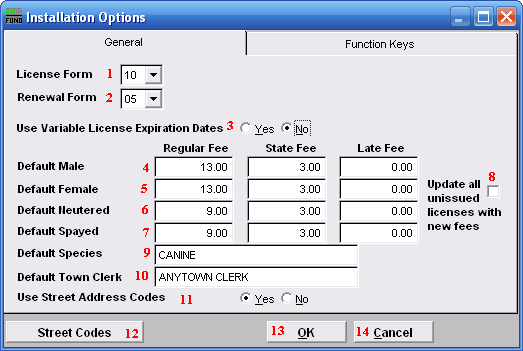 FUND Installation Options
General Function Keys
License Form 1 10
Renewal Form 2 05
Use Variable License Expiration Dates 3 Yes No
Regular Fee State Fee Late Fee
Default Male 4 13.00 3.00 0.00
Default Female 5 13.00 3.00 0.00
Default Neutered 6 9.00 3.00 0.00
Default Spayed 7 9.00 3.00 0.00
8
Update all
unissued
licenses with
new fees
Default Species 9 CANINE
Default Town Clerk 10 ANYTOWN CLERK
Use Street Address Codes 11 Yes No
Street Codes 12 13 OK 14 Cancel